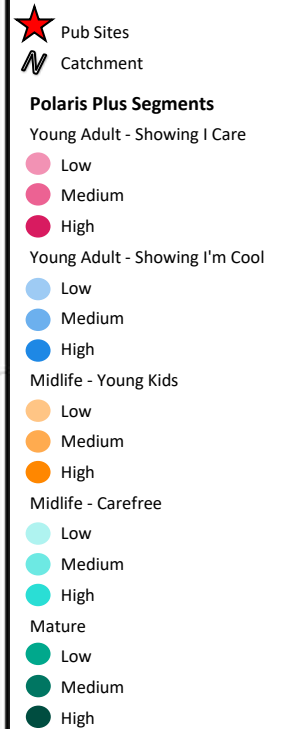 Pub Sites
Catchment
Polaris Plus Segments
Young Adult - Showing I Care
Low
Medium
High
Young Adult - Showing I'm Cool
Low
Medium
High
Midlife - Young Kids
Low
Medium
High
Midlife - Carefree
Low
Medium
High
Mature
Low
Medium
High